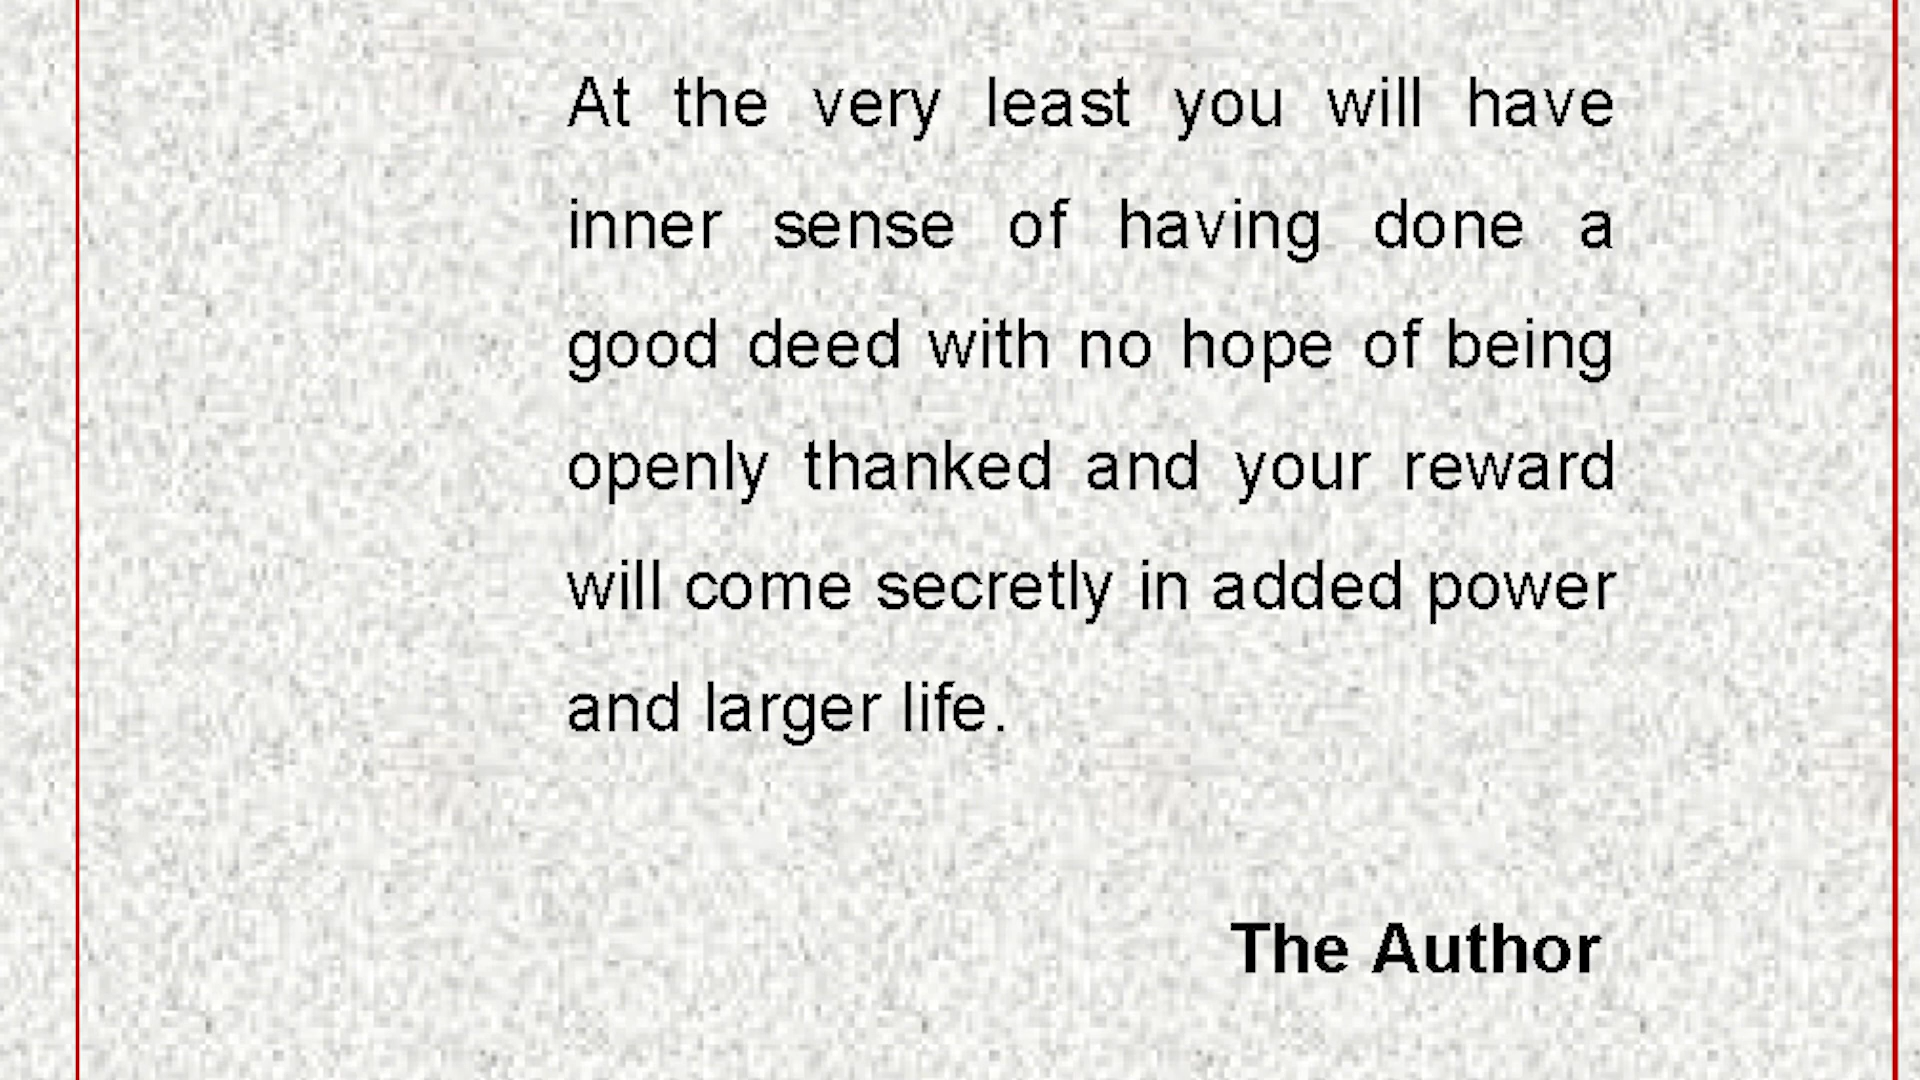 At the very least you will have
inner sense of having done a
good deed with no hope of being
openly thanked and your reward
will come secretly in added power
and larger life.
The Author